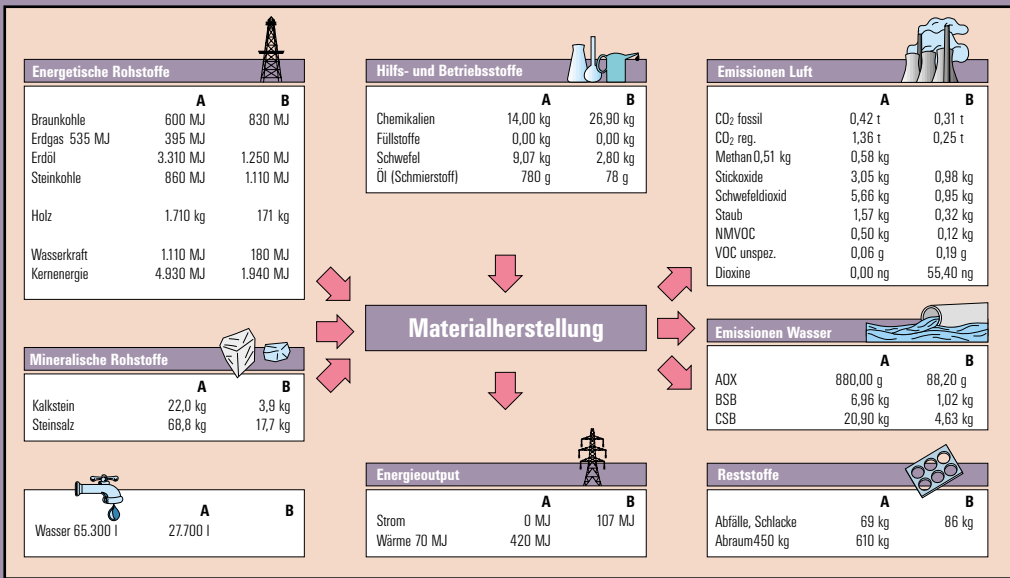 Energetische Rohstoffe
A B
Braunkohle 600 MJ 830 MJ
Erdgas 535 MJ 395 MJ
Erdöl 3.310 MJ 1.250 MJ
Steinkohle 860 MJ 1.110 MJ
Holz 1.710 kg 171 kg
Wasserkraft 1.110 MJ 180 MJ
Kernenergie 4.930 MJ 1.940 MJ
Mineralische Rohstoffe
A B
Kalkstein 22,0 kg 3,9 kg
Steinsalz 68,8 kg 17,7 kg
A B
Wasser 65.300 l 27.700 l
Hilfs- und Betriebsstoffe
A B
Chemikalien 14,00 kg 26,90 kg
Füllstoffe 0,00 kg 0,00 kg
Schwefel 9,07 kg 2,80 kg
Öl (Schmierstoff) 780 g 78 g
Materialherstellung
Energieoutput
A B
Strom 0 MJ 107 MJ
Wärme 70 MJ 420 MJ
Emissionen Luft
A B
CO₂ fossil 0,42 t 0,31 t
CO₂ reg. 1,36 t 0,25 t
Methan 0,51 kg 0,58 kg
Stickoxide 3,05 kg 0,98 kg
Schwefeldioxid 5,66 kg 0,95 kg
Staub 1,57 kg 0,32 kg
NMVOC 0,50 kg 0,12 kg
VOC unspez. 0,06 g 0,19 g
Dioxine 0,00 ng 55,40 ng
Emissionen Wasser
A B
AOX 880,00 g 88,20 g
BSB 6,96 kg 1,02 kg
CSB 20,90 kg 4,63 kg
Reststoffe
A B
Abfälle, Schlacke 69 kg 86 kg
Abraum450 kg 610 kg